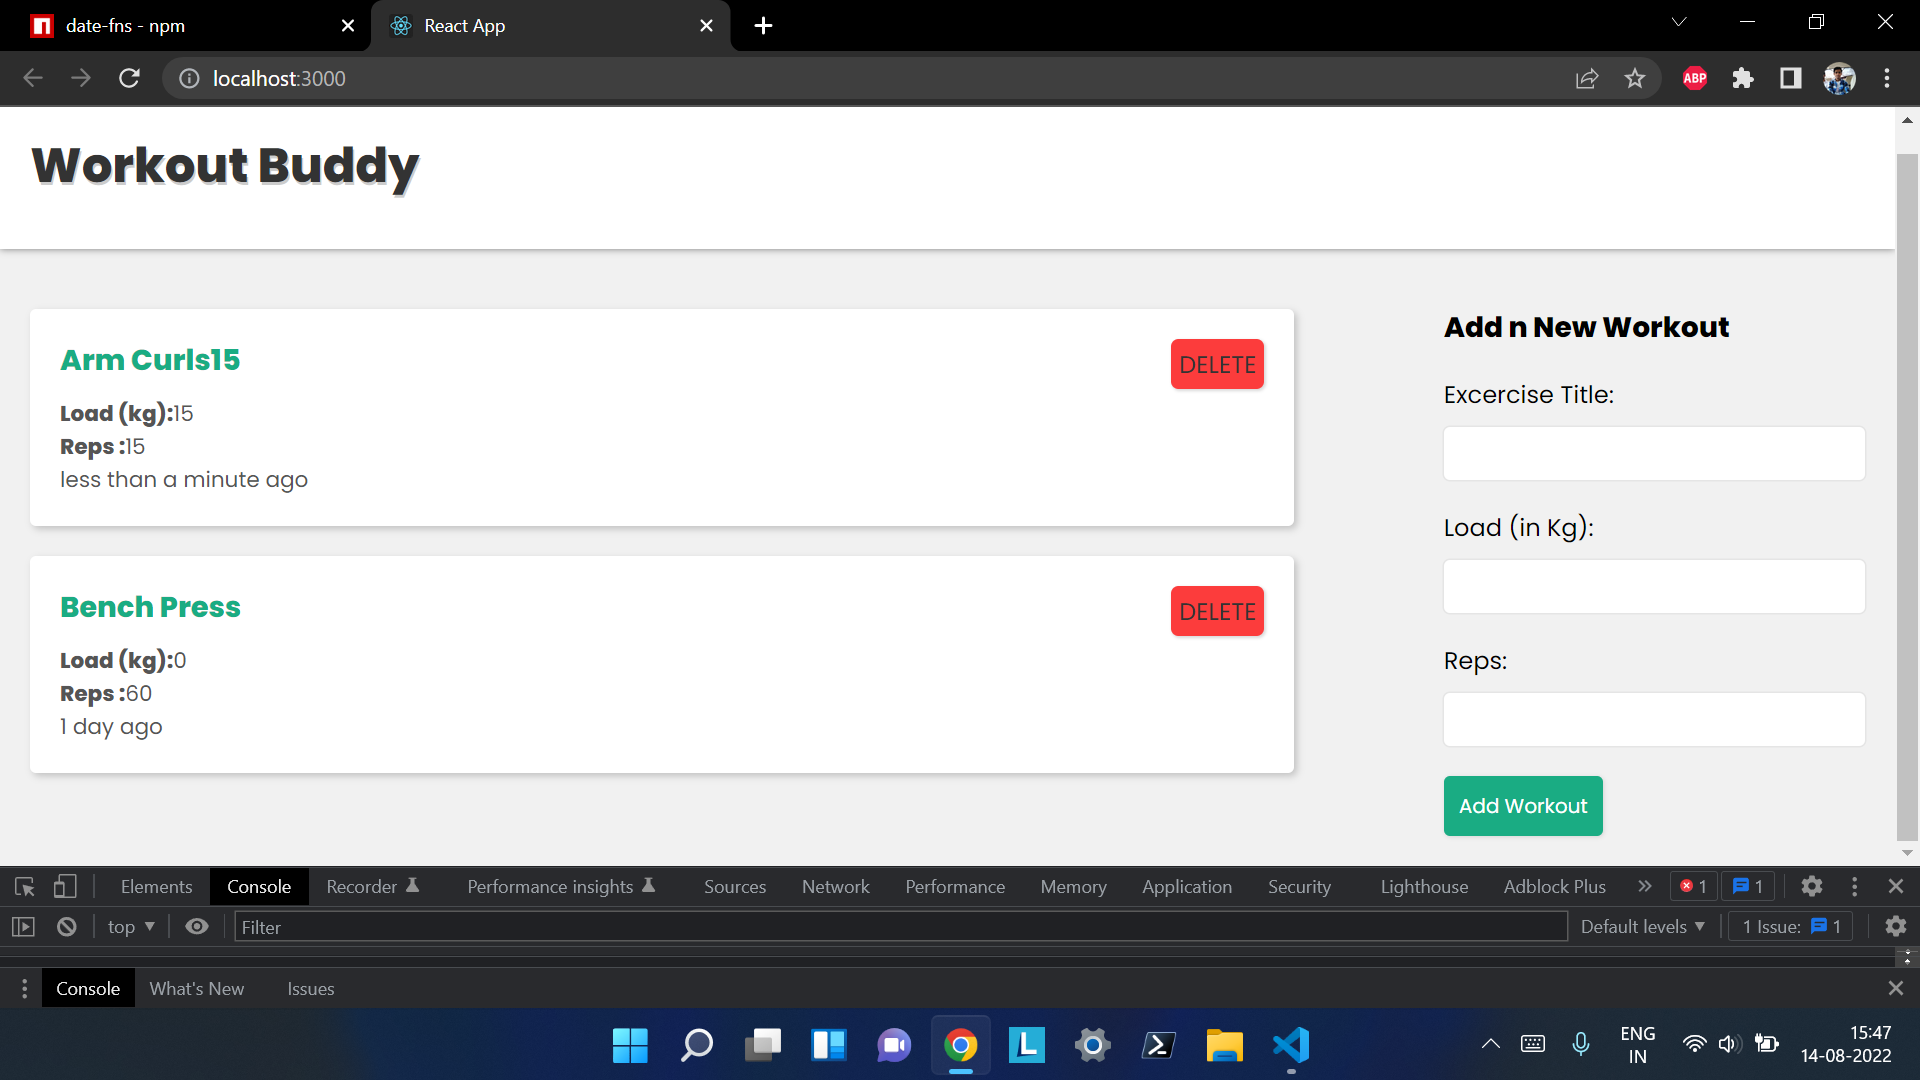 date-fns - npm
React App
localhost:3000
ABP
Workout Buddy
Arm Curls15
DELETE
Load (kg):15
Reps :15
less than a minute ago
Bench Press
DELETE
Load (kg):0
Reps :60
1 day ago
Add n New Workout
Excercise Title:
Load (in Kg):
Reps:
Add Workout
Elements
Console
Recorder
Performance insights
Sources
Network
Performance
Memory
Application
Security
Lighthouse
Adblock Plus
1
1
top
Filter
Default levels
1 Issue: 1
Console
What's New
Issues
L
ENG
IN
15:47
14-08-2022